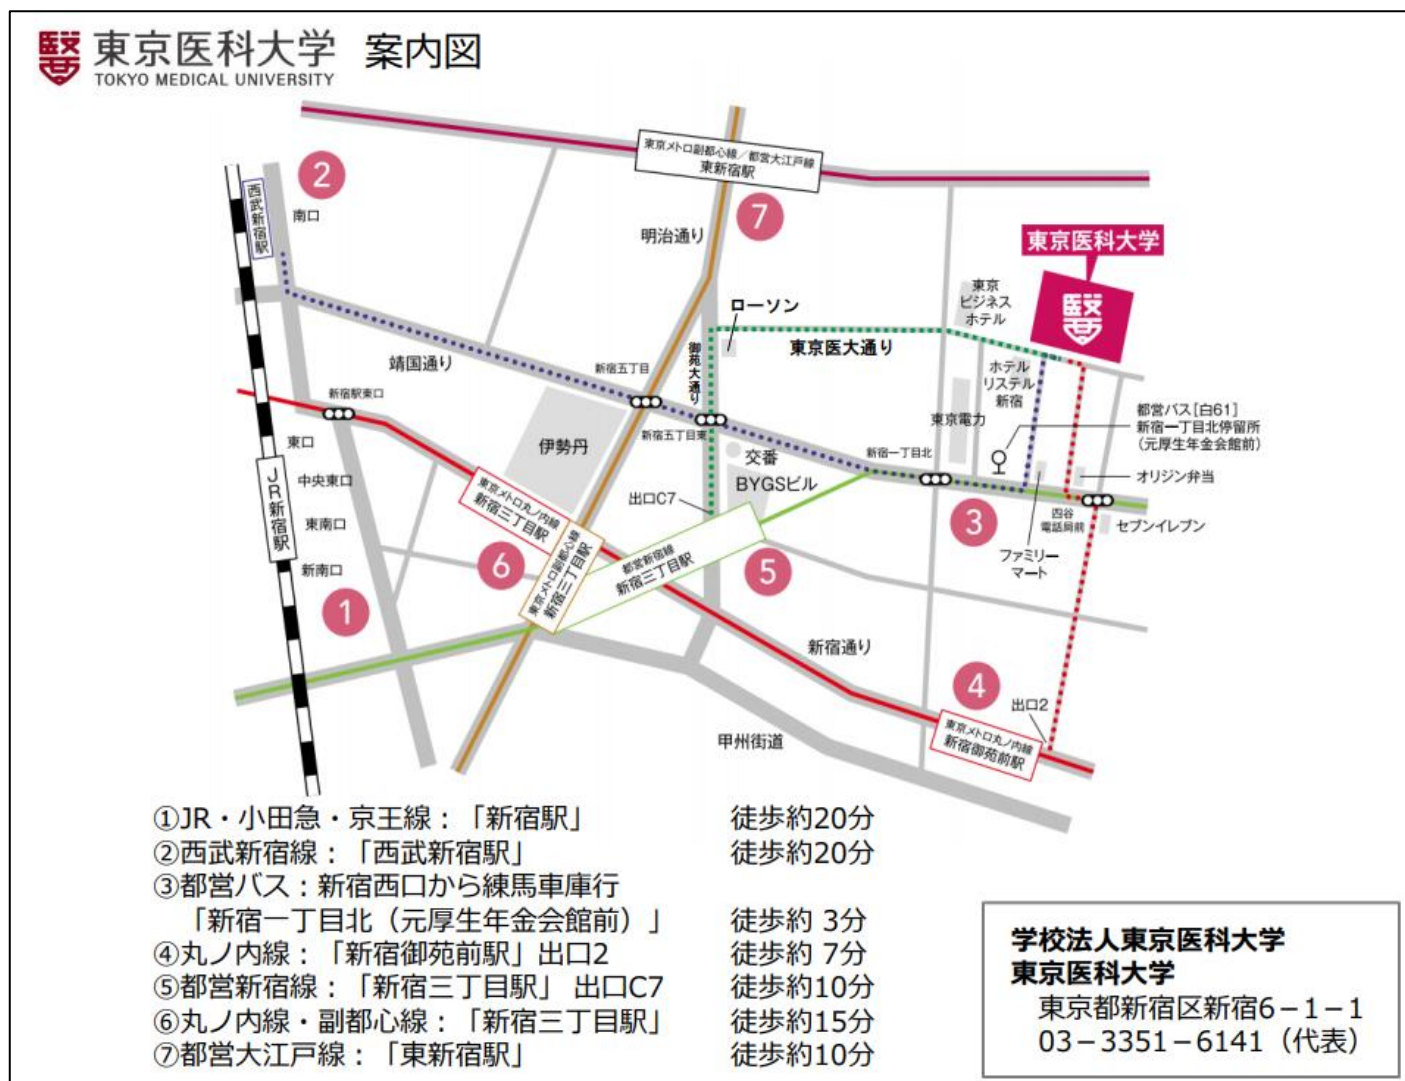 東京医科大学 案内図
TOKYO MEDICAL UNIVERSITY
東京メトロ副都心線／都営大江戸線
東新宿駅
②
西武新宿駅
南口
⑦
明治通り
東京医科大学
東京
ビジネス
ホテル
ローソン
東京医大通り
御苑大通り
靖国通り
新宿五丁目
ホテル
リステル
新宿
新宿駅東口
都営バス[白61]
新宿一丁目北停留所
（元厚生年金会館前）
東京電力
新宿五丁目東
伊勢丹
東口
交番
新宿一丁目北
中央東口
BYGSビル
オリジン弁当
出口C7
東京メトロ丸ノ内線
新宿三丁目駅
JR新宿駅
東南口
③
四谷
電話局前
セブンイレブン
ファミリー
マート
新南口
⑥
東京メトロ副都心線
新宿三丁目駅
都営新宿線
新宿三丁目駅
⑤
①
新宿通り
④
出口2
東京メトロ丸ノ内線
新宿御苑前駅
甲州街道
①JR・小田急・京王線：「新宿駅」 徒歩約20分
②西武新宿線：「西武新宿駅」 徒歩約20分
③都営バス：新宿西口から練馬車庫行
「新宿一丁目北（元厚生年金会館前）」 徒歩約 3分
④丸ノ内線：「新宿御苑前駅」出口2 徒歩約 7分
⑤都営新宿線：「新宿三丁目駅」 出口C7 徒歩約10分
⑥丸ノ内線・副都心線：「新宿三丁目駅」 徒歩約15分
⑦都営大江戸線：「東新宿駅」 徒歩約10分
学校法人東京医科大学
東京医科大学
東京都新宿区新宿6－1－1
03－3351－6141（代表）